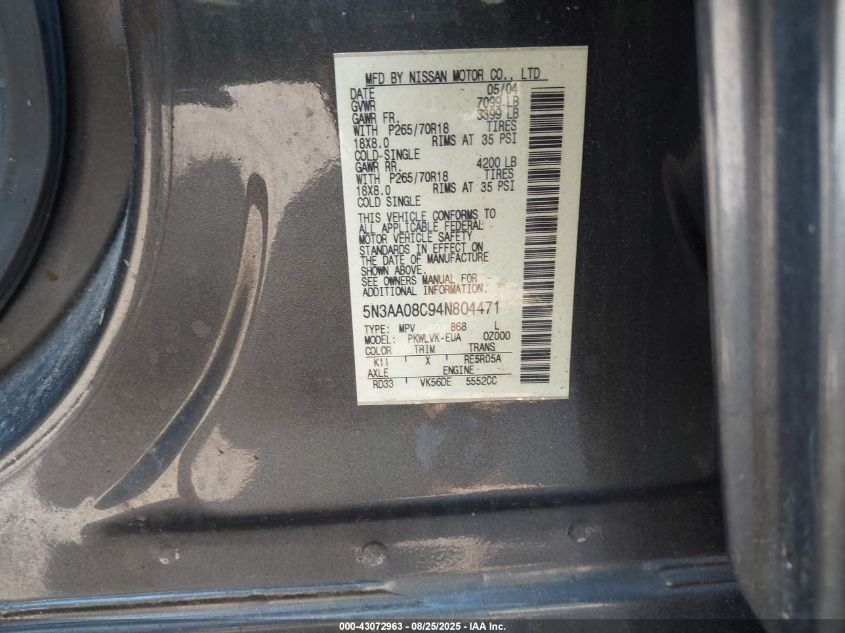 MFD BY NISSAN MOTOR CO., LTD
DATE 05/04
GVWR 7099 LB
GAWR FR. 3399 LB
WITH P265/70R18 TIRES
18X8.0 RIMS AT 35 PSI
COLD-SINGLE
GAWR RR. 4200 LB
WITH P265/70R18 TIRES
18X8.0 RIMS AT 35 PSI
COLD SINGLE
THIS VEHICLE CONFORMS TO
ALL APPLICABLE FEDERAL
MOTOR VEHICLE SAFETY
STANDARDS IN EFFECT ON
THE DATE OF MANUFACTURE
SHOWN ABOVE.
SEE OWNERS MANUAL FOR
ADDITIONAL INFORMATION.
5N3AA08C94N804471
TYPE: MPV 868 L
MODEL: PKWLVK-EUA 0Z000
COLOR TRIM TRANS
K11 X RE5R05A
AXLE ENGINE
RD33 VK56DE 5552CC
000-43072963 - 08/25/2025 - IAA Inc.